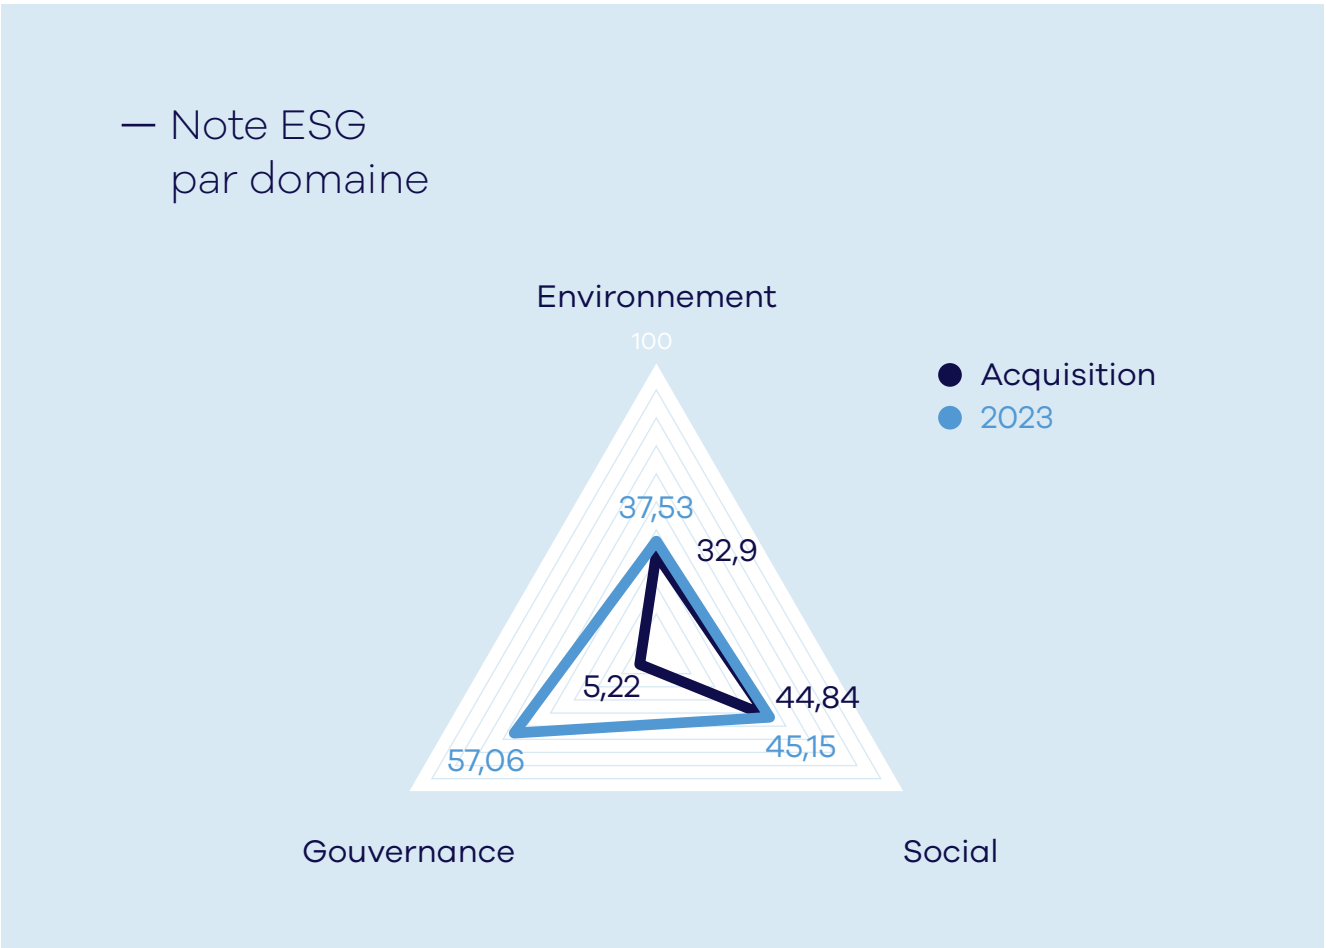 — Note ESG
par domaine
Environnement
100
Acquisition
2023
37,53
32,9
5,22
44,84
45,15
57,06
Gouvernance
Social